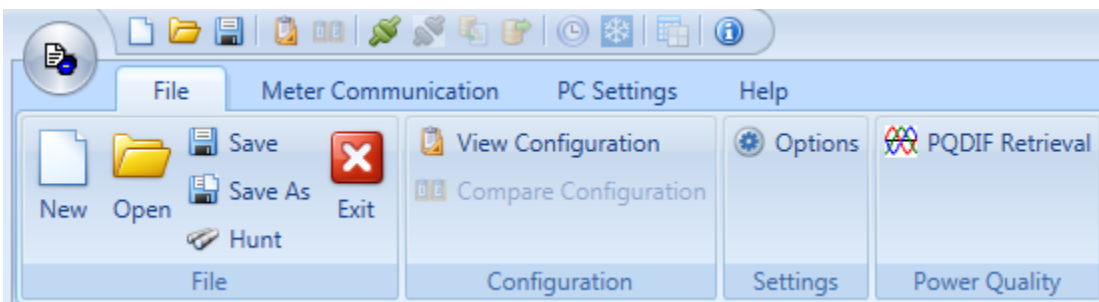 File Meter Communication PC Settings Help
New
Open
Save
Save As
Hunt
Exit
File
View Configuration
Compare Configuration
Configuration
Options
Settings
PQDIF Retrieval
Power Quality